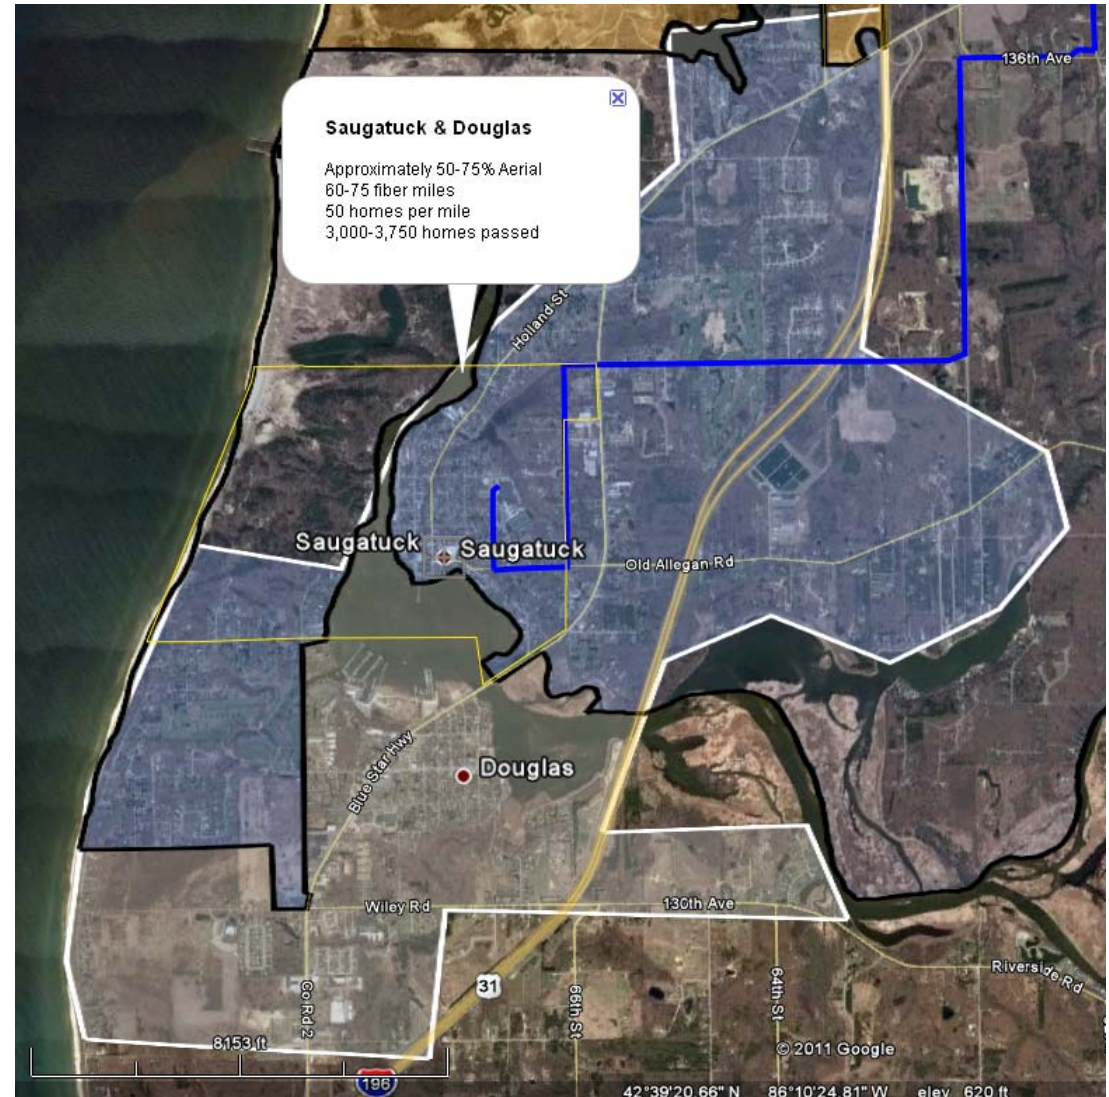 136th Ave
Saugatuck & Douglas
Approximately 50-75% Aerial
60-75 fiber miles
50 homes per mile
3,000-3,750 homes passed
Holland St
Saugatuck
Saugatuck
Old Allegan Rd
Blue Star Hwy
Douglas
Wiley Rd
130th Ave
Riverside Rd
31
Co Rd 2
66th St
64th St
8153 ft
© 2011 Google
196
42°39'20.66" N 86°10'24.81" W elev 620 ft